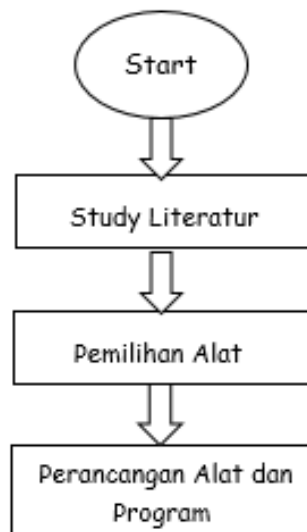 Start
Study Literatur
Pemilihan Alat
Perancangan Alat dan
Program